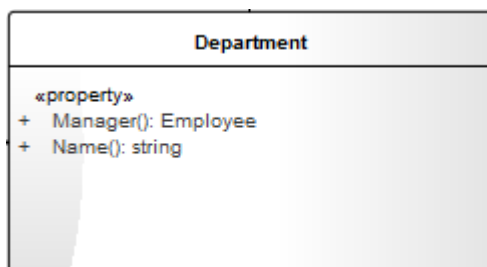 Department
«property»
+ Manager(): Employee
+ Name(): string